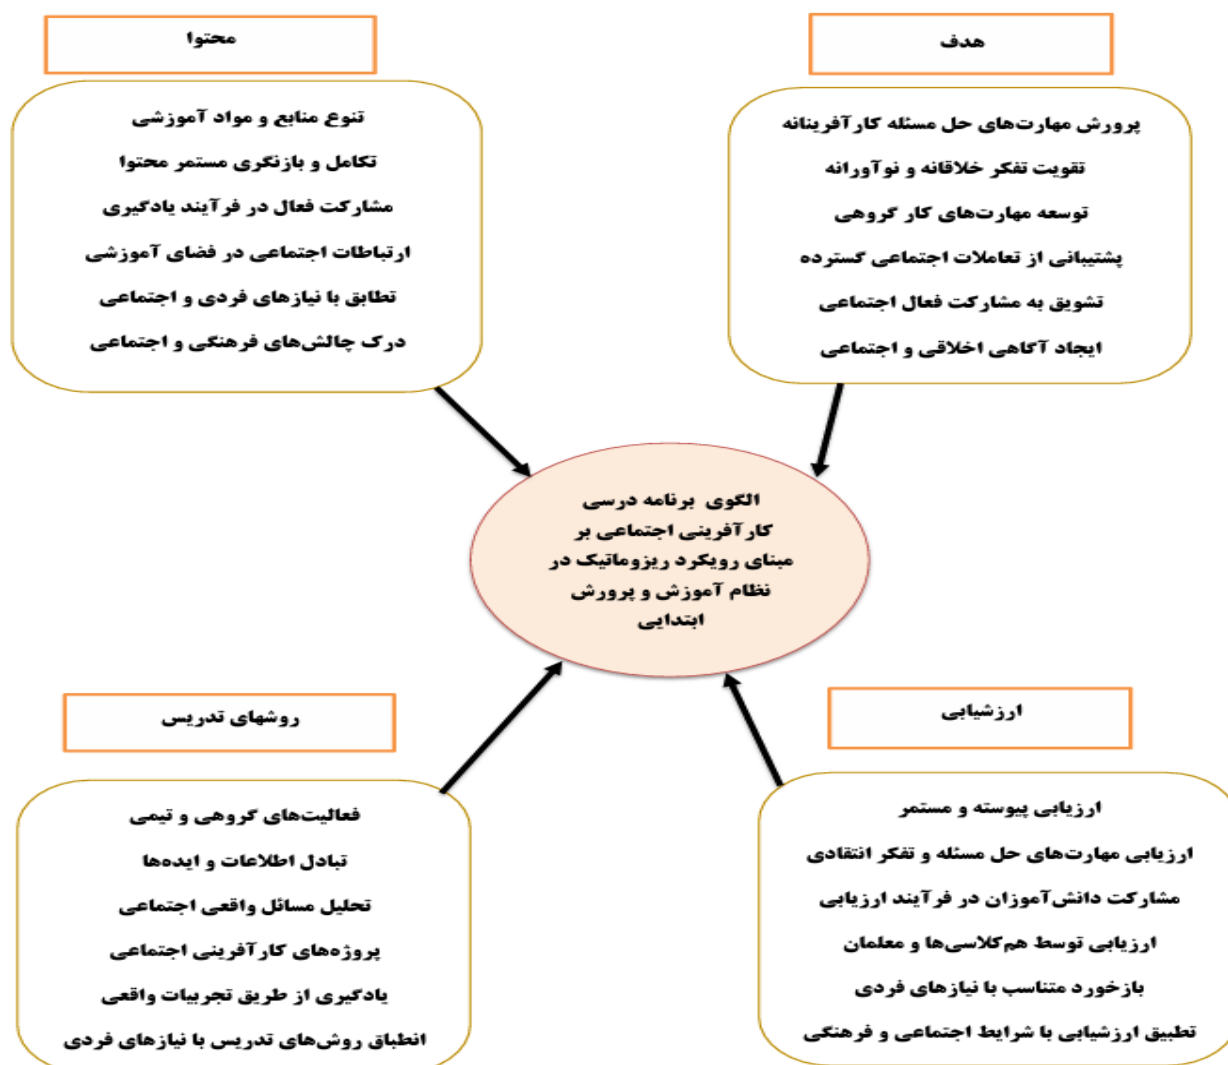 هدف
پرورش مهارت‌های حل مسئله کارآفرینانه
تقویت تفکر خلاقانه و نوآورانه
توسعه مهارت‌های کار گروهی
پشتیبانی از تعاملات اجتماعی گسترده
تشویق به مشارکت فعال اجتماعی
ایجاد آگاهی اخلاقی و اجتماعی
محتوا
تنوع منابع و مواد آموزشی
تکامل و بازنگری مستمر محتوا
مشارکت فعال در فرآیند یادگیری
ارتباطات اجتماعی در فضای آموزشی
تطابق با نیازهای فردی و اجتماعی
درک چالش‌های فرهنگی و اجتماعی
الگوی برنامه درسی
کارآفرینی اجتماعی بر
مبنای رویکرد ریزوماتیک در
نظام آموزش و پرورش
ابتدایی
ارزشیابی
ارزیابی پیوسته و مستمر
ارزیابی مهارت‌های حل مسئله و تفکر انتقادی
مشارکت دانش‌آموزان در فرآیند ارزیابی
ارزیابی توسط هم‌کلاسی‌ها و معلمان
بازخورد متناسب با نیازهای فردی
تطبیق ارزشیابی با شرایط اجتماعی و فرهنگی
روشهای تدریس
فعالیت‌های گروهی و تیمی
تبادل اطلاعات و ایده‌ها
تحلیل مسائل واقعی اجتماعی
پروژه‌های کارآفرینی اجتماعی
یادگیری از طریق تجربیات واقعی
انطباق روش‌های تدریس با نیازهای فردی